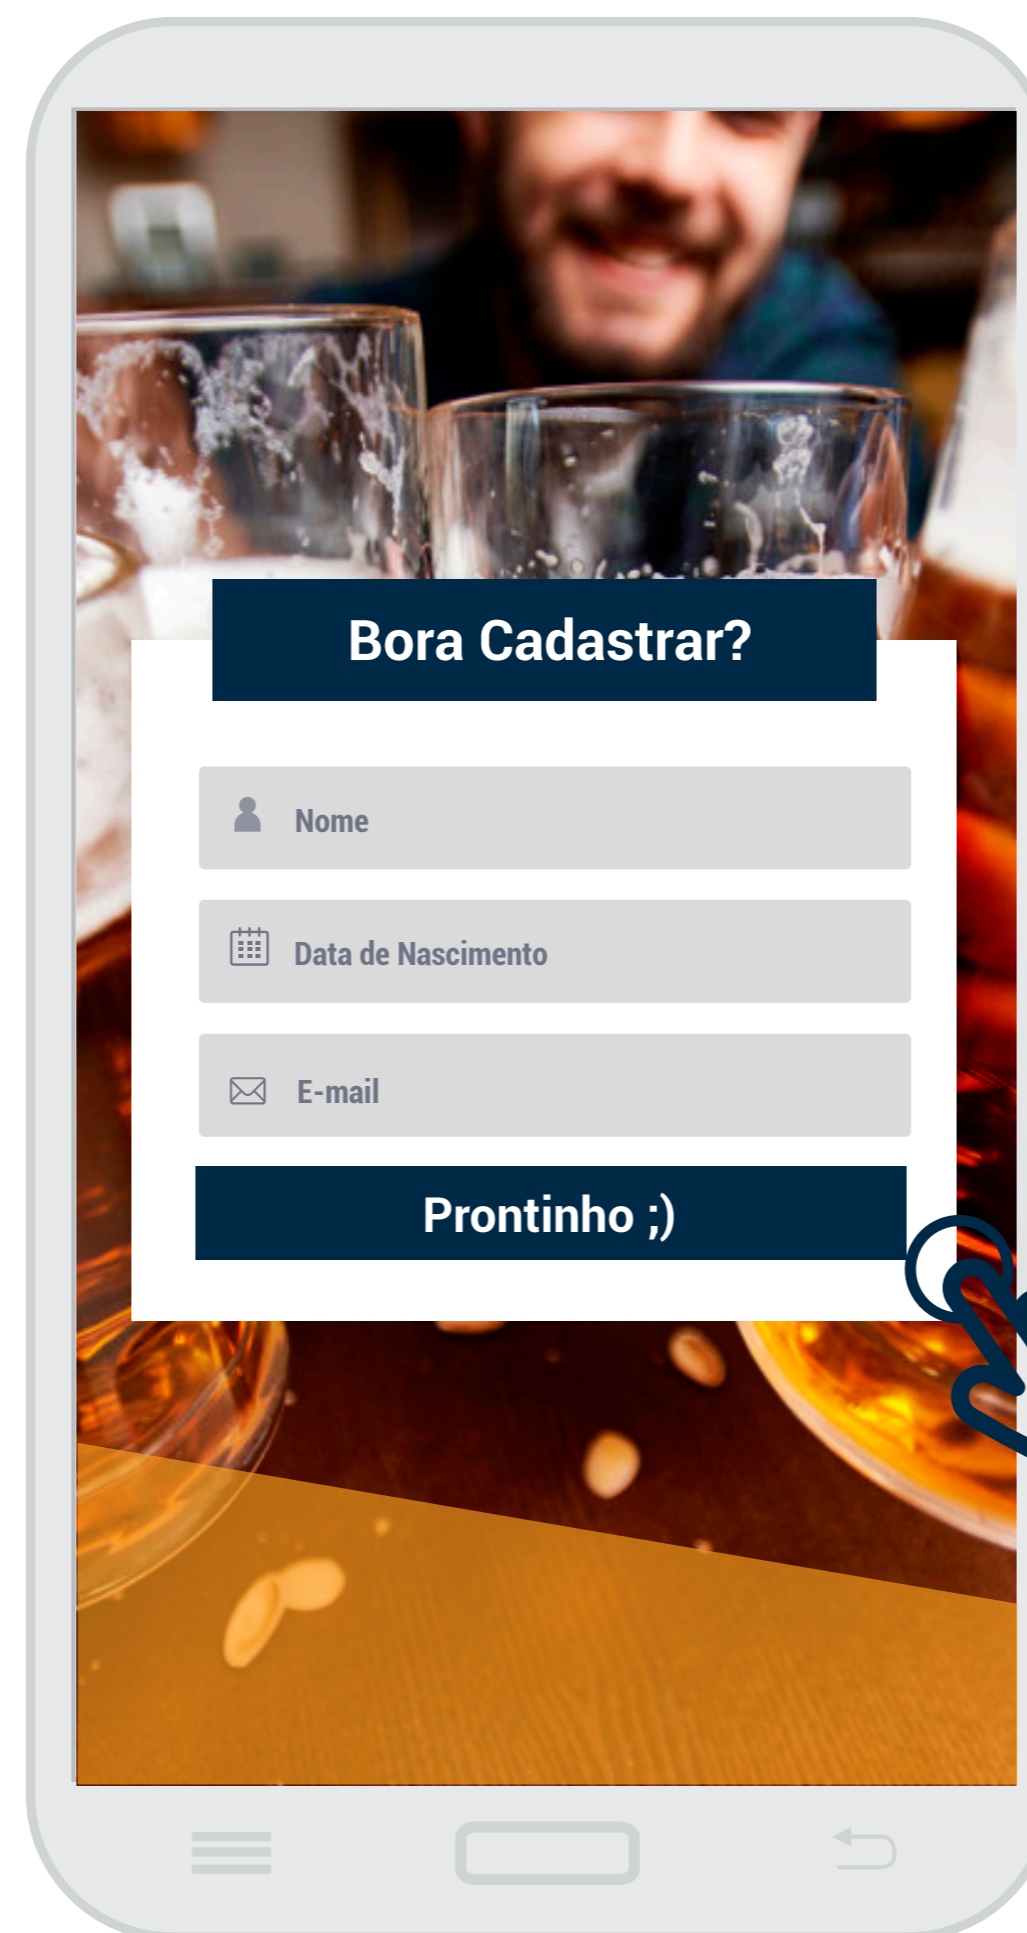 Bora Cadastrar?
Nome
Data de Nascimento
E-mail
Prontinho ;)